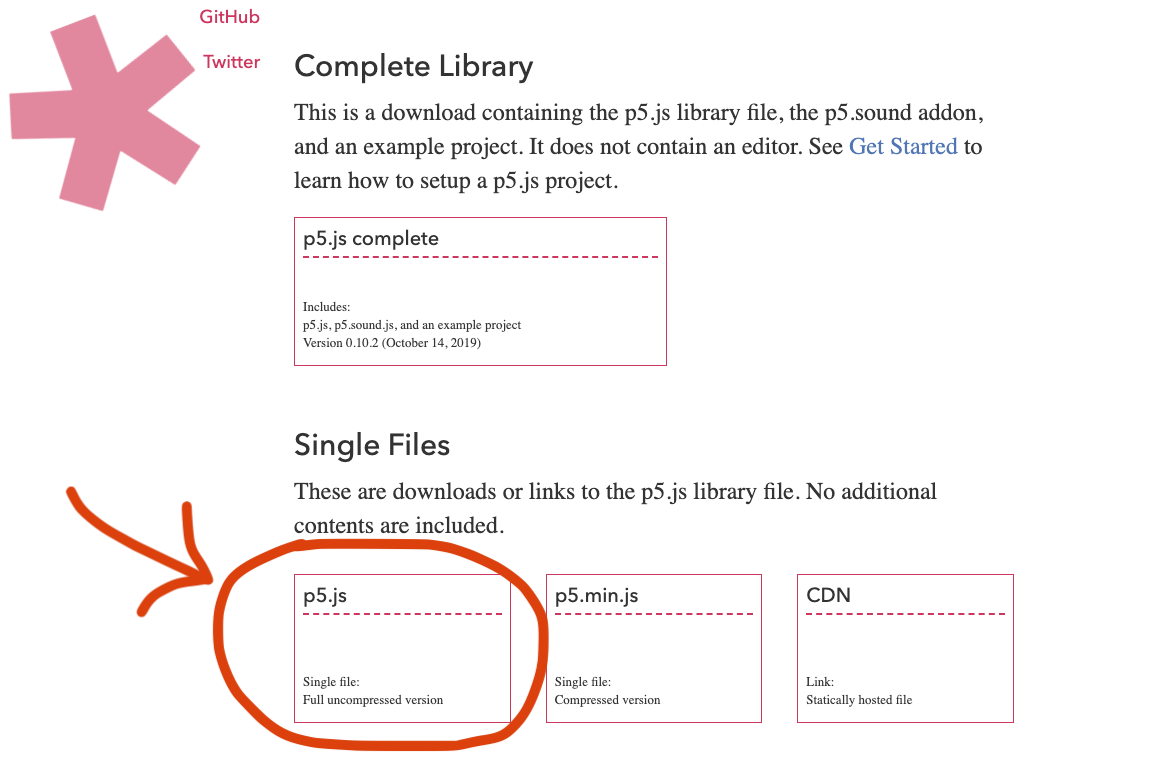 GitHub
Twitter
Complete Library
This is a download containing the p5.js library file, the p5.sound addon,
and an example project. It does not contain an editor. See Get Started to
learn how to setup a p5.js project.
p5.js complete
Includes:
p5.js, p5.sound.js, and an example project
Version 0.10.2 (October 14, 2019)
Single Files
These are downloads or links to the p5.js library file. No additional
contents are included.
p5.js
Single file:
Full uncompressed version
p5.min.js
Single file:
Compressed version
CDN
Link:
Statically hosted file